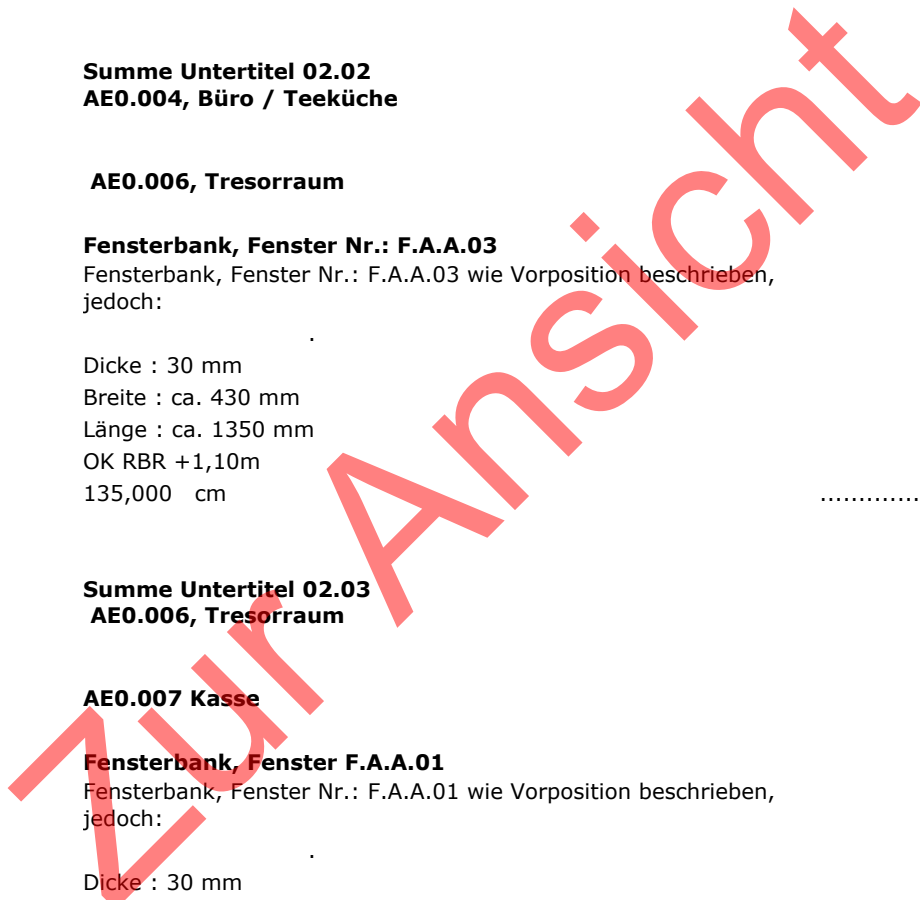 Summe Untertitel 02.02
AE0.004, Büro / Teeküche
AE0.006, Tresorraum
Fensterbank, Fenster Nr.: F.A.A.03
Fensterbank, Fenster Nr.: F.A.A.03 wie Vorposition beschrieben,
jedoch:
.
Dicke : 30 mm
Breite : ca. 430 mm
Länge : ca. 1350 mm
OK RBR +1,10m
135,000 cm .............
Summe Untertitel 02.03
AE0.006, Tresorraum
AE0.007 Kasse
Fensterbank, Fenster F.A.A.01
Fensterbank, Fenster Nr.: F.A.A.01 wie Vorposition beschrieben,
jedoch:
.
Dicke : 30 mm
Zur Ansicht